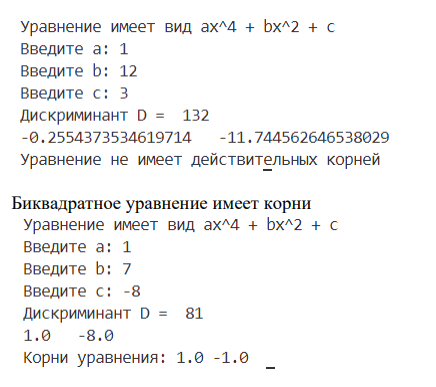 Уравнение имеет вид ax^4 + bx^2 + c
Введите a: 1
Введите b: 12
Введите c: 3
Дискриминант D =  132
-0.2554373534619714   -11.744562646538029
Уравнение не имеет действительных корней
Биквадратное уравнение имеет корни
Уравнение имеет вид ax^4 + bx^2 + c
Введите a: 1
Введите b: 7
Введите c: -8
Дискриминант D =  81
1.0   -8.0
Корни уравнения: 1.0 -1.0